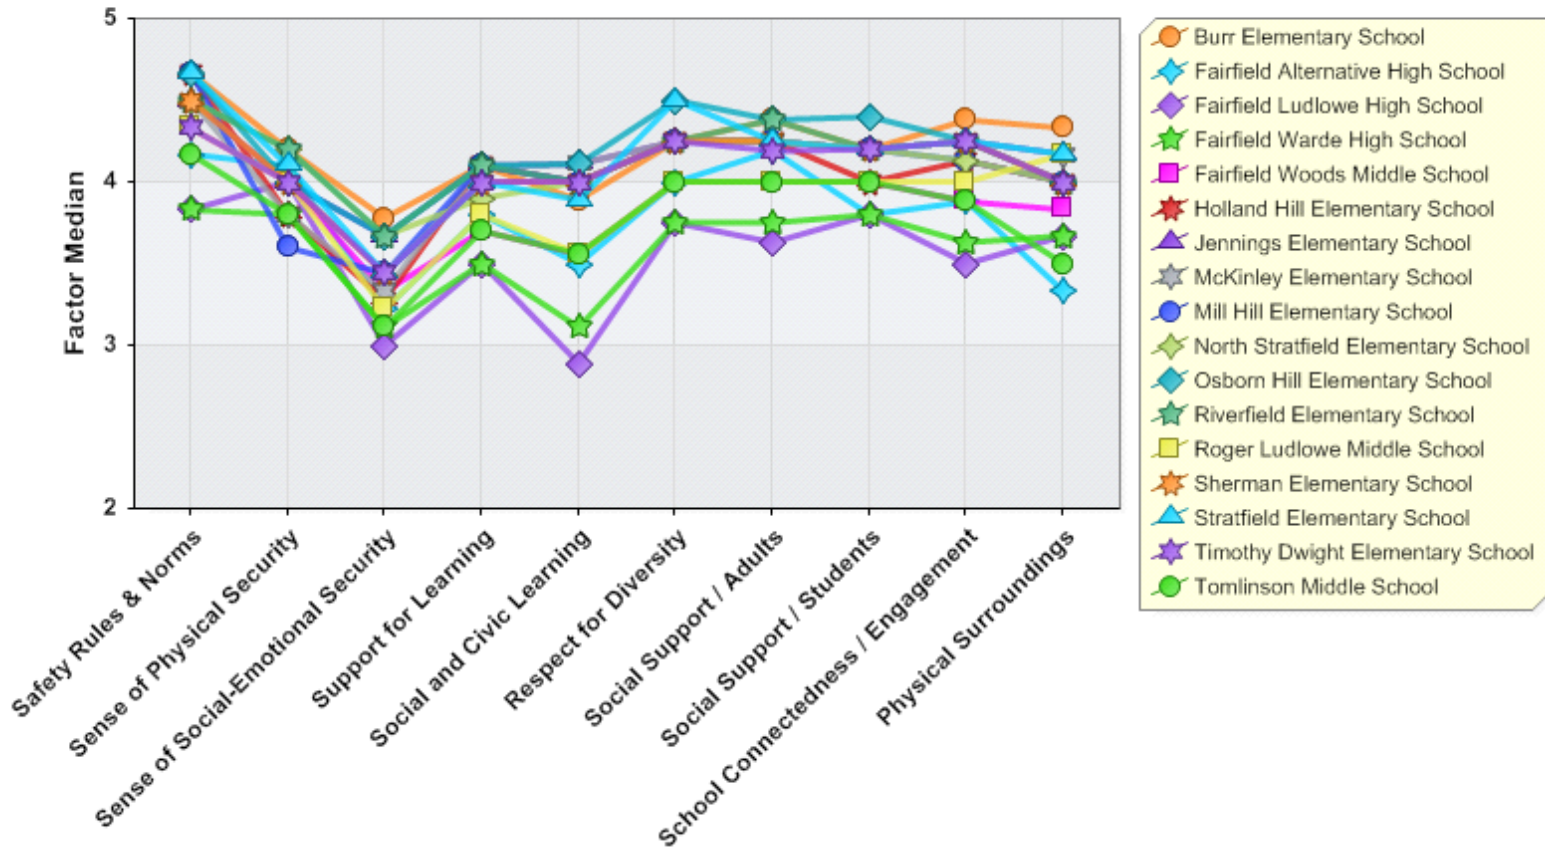 5
4
3
2
Factor Median
Safety Rules & Norms
Sense of Physical Security
Sense of Social-Emotional Security
Support for Learning
Social and Civic Learning
Respect for Diversity
Social Support / Adults
Social Support / Students
School Connectedness / Engagement
Physical Surroundings
Burr Elementary School
Fairfield Alternative High School
Fairfield Ludlowe High School
Fairfield Warde High School
Fairfield Woods Middle School
Holland Hill Elementary School
Jennings Elementary School
McKinley Elementary School
Mill Hill Elementary School
North Stratfield Elementary School
Osborn Hill Elementary School
Riverfield Elementary School
Roger Ludlowe Middle School
Sherman Elementary School
Stratfield Elementary School
Timothy Dwight Elementary School
Tomlinson Middle School